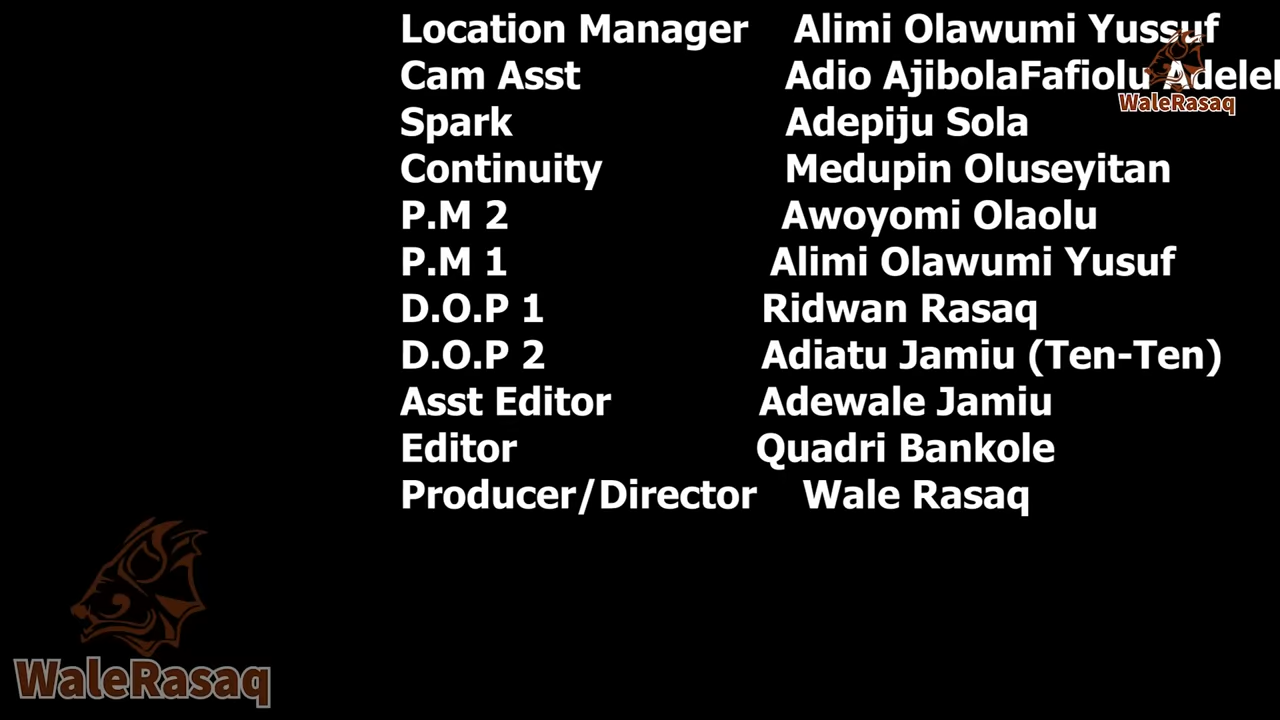 Location Manager Alimi Olawumi Yussuf
Cam Asst Adio AjibolaFafiolu
WaleRasaq
Spark Adepiju Sola
Continuity Medupin Oluseyitan
P.M 2 Awoyomi Olaolu
P.M 1 Alimi Olawumi Yusuf
D.O.P 1 Ridwan Rasaq
D.O.P 2 Adiatu Jamiu (Ten-Ten)
Asst Editor Adewale Jamiu
Editor Quadri Bankole
Producer/Director Wale Rasaq
WaleRasaq